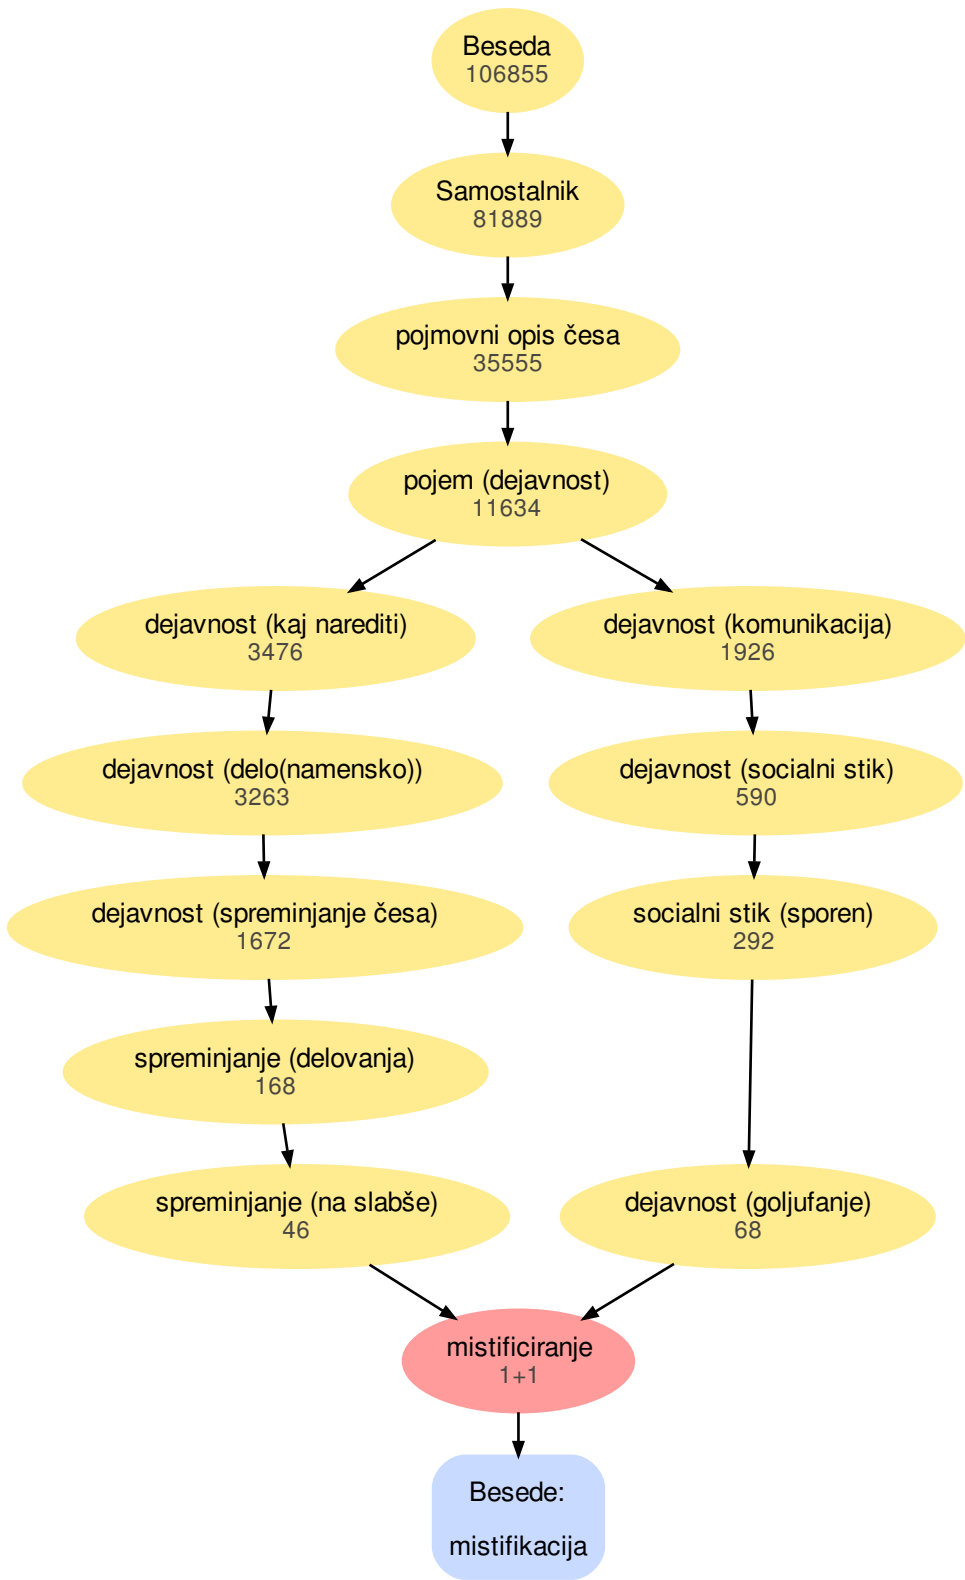 Beseda
106855
Samostalnik
81889
pojmovni opis česa
35555
pojem (dejavnost)
11634
dejavnost (kaj narediti)
3476
dejavnost (komunikacija)
1926
dejavnost (delo(namensko))
3263
dejavnost (socialni stik)
590
dejavnost (spreminjanje česa)
1672
socialni stik (sporen)
292
spreminjanje (delovanja)
168
spreminjanje (na slabše)
46
dejavnost (goljufanje)
68
mistificiranje
1+1
Besede:
mistifikacija